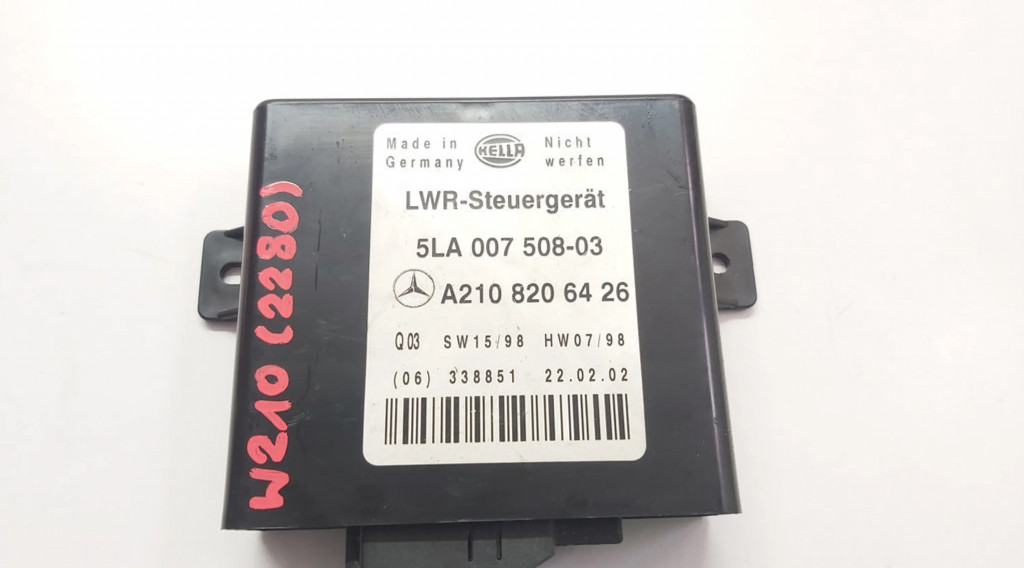 Made in Germany
HELLA
Nicht werfen
LWR-Steuergerät
5LA 007 508-03
A210 820 64 26
Q03 SW15/98 HW07/98
(06) 338851 22.02.02
W210 (2280)